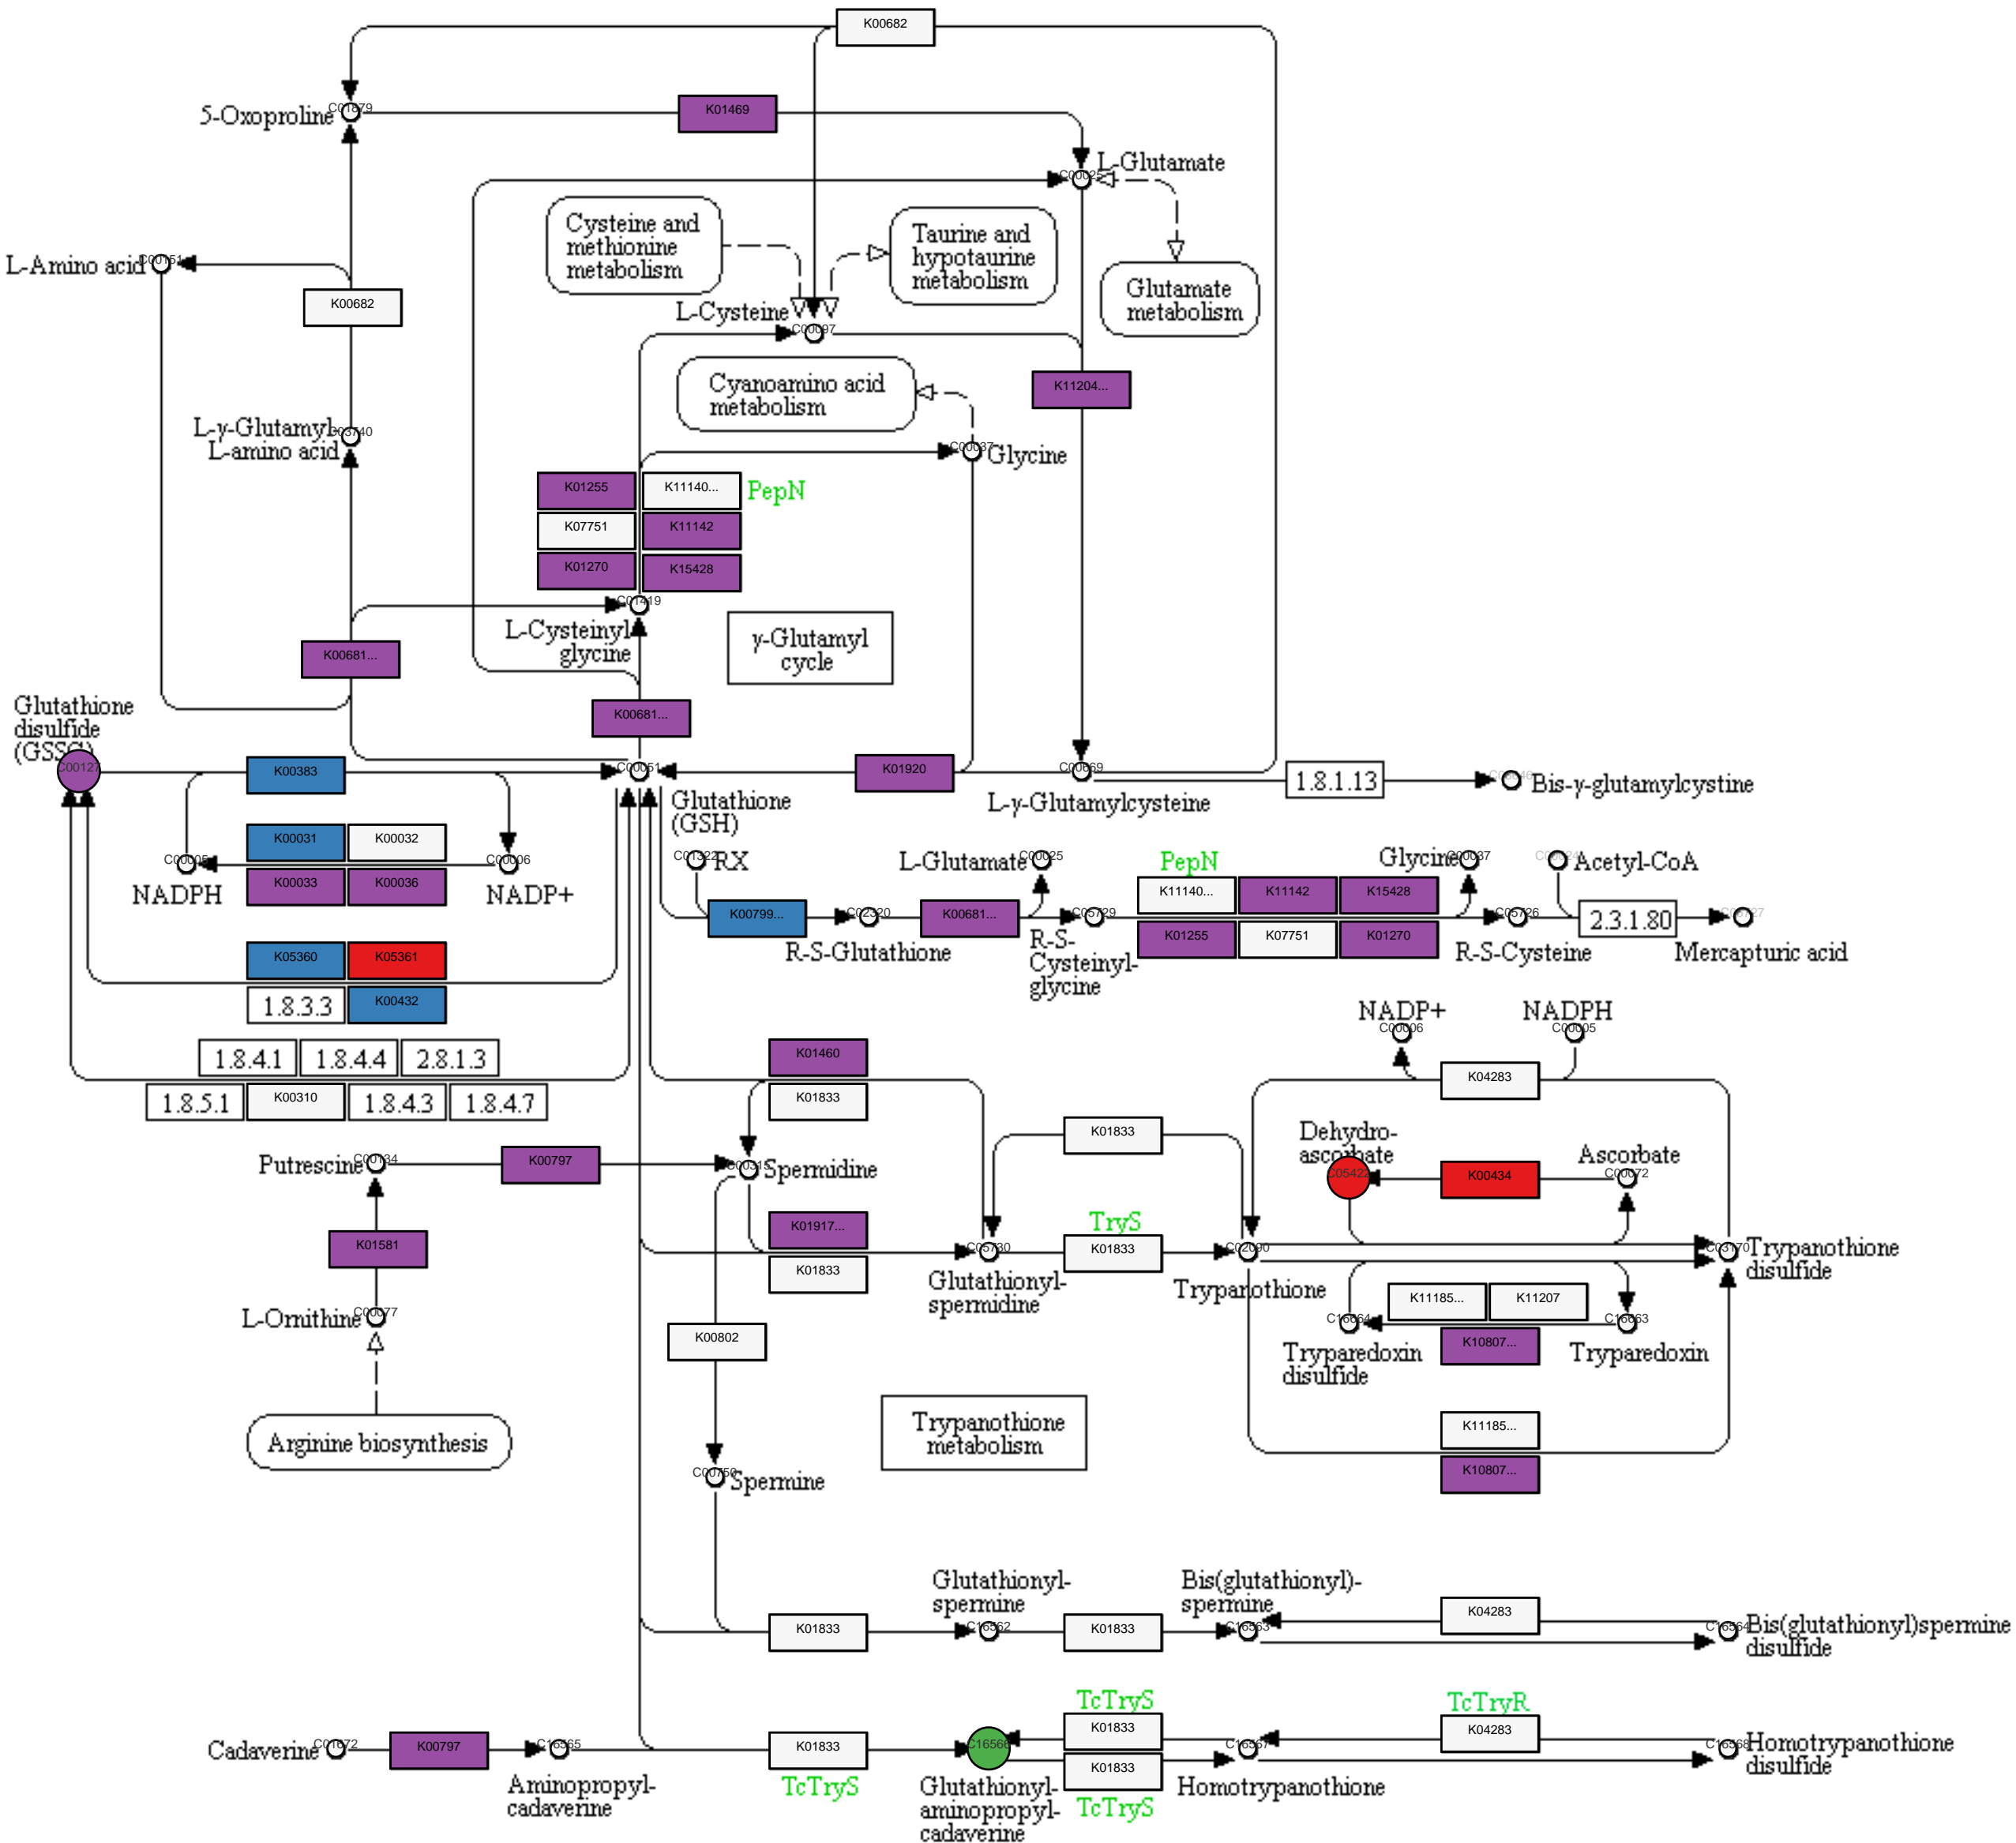 K00682
5-Oxoproline
C01879
K01469
L-Glutamate
C00025
Cysteine and
methionine
metabolism
Taurine and
hypotaurine
metabolism
L-Amino acid
C00151
Glutamate
metabolism
K00682
L-Cysteine
C00097
Cyanoamino acid
metabolism
K11204...
L-γ-Glutamyl-
L-amino acid
C03740
C00037
Glycine
K01255
K11140...
PepN
K07751
K11142
K01270
K15428
C01419
L-Cysteinyl
glycine
γ-Glutamyl
cycle
K00681...
K00681...
Glutathione
disulfide
(GSSG)
C00127
K00383
C00051
K01920
C00669
1.8.1.13
Bis-γ-glutamylcystine
Glutathione
(GSH)
L-γ-Glutamylcysteine
K00031
K00032
C00005
C00006
K00033
K00036
NADPH
NADP+
C01322
RX
L-Glutamate
C00025
PepN
Glycine
C00037
Acetyl-CoA
K11140...
K11142
K15428
K00799...
C02320
K00681...
C05729
C05726
2.3.1.80
K01255
K07751
K01270
R-S-Glutathione
R-S-
Cysteinyl-
glycine
R-S-Cysteine
Mercapturic acid
K05360
K05361
1.8.3.3
K00432
1.8.4.1
1.8.4.4
2.8.1.3
1.8.5.1
K00310
1.8.4.3
1.8.4.7
NADP+
NADPH
C00006
C00005
K01460
K01833
K04283
K01833
Dehydro-
ascorbate
C05422
K00434
Ascorbate
C00072
Putrescine
C00134
K00797
C00315
Spermidine
K01917...
K01833
K01581
TryS
C05730
K01833
C02090
C03170
Trypanothione
disulfide
Glutathionyl-
spermidine
Trypanothione
K11185...
K11207
C16664
C16663
K10807...
Tryparedoxin
disulfide
Tryparedoxin
L-Ornithine
C00077
K00802
Arginine biosynthesis
Trypanothione
metabolism
K11185...
K10807...
C00750
Spermine
Glutathionyl-
spermine
Bis(glutathionyl)-
spermine
K01833
C16562
K01833
C16563
K04283
C16564
Bis(glutathionyl)spermine
disulfide
TcTryS
TcTryR
Cadaverine
C01672
K00797
C16565
K01833
C16566
K01833
K01833
C16567
K04283
C16568
Homotrypanothione
disulfide
Aminopropyl-
cadaverine
TcTryS
Glutathionyl-
aminopropyl-
cadaverine
TcTryS
Homotrypanothione